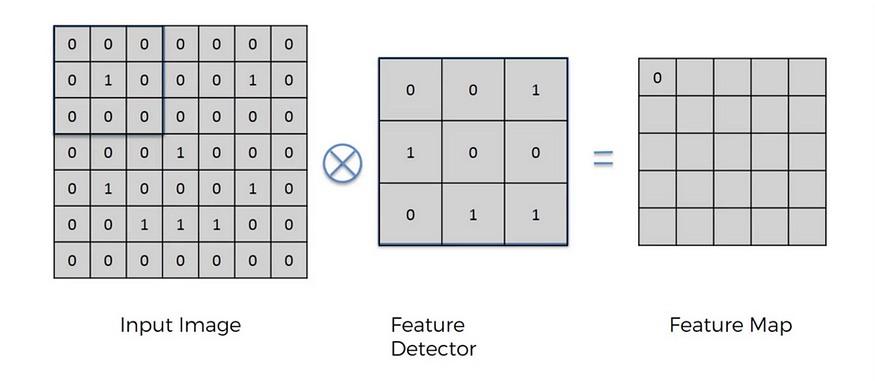 0 0 0 0 0 0 0
0 1 0 0 0 1 0
0 0 0 0 0 0 0
0 0 0 1 0 0 0
0 1 0 0 0 1 0
0 0 1 1 1 0 0
0 0 0 0 0 0 0
0 0 1
1 0 0
0 1 1
=
0
Input Image
Feature
Detector
Feature Map